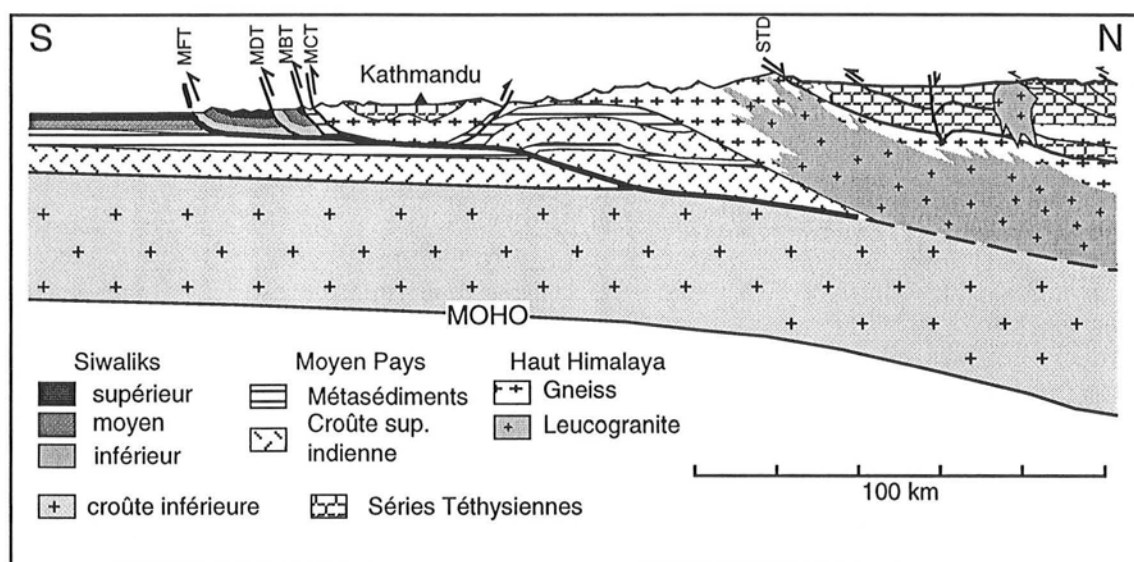 S
N
MFT
MDT
MBT
MCT
STD
Kathmandu
MOHO
Siwaliks
supérieur
moyen
inférieur
croûte inférieure
Moyen Pays
Métasédiments
Croûte sup.
indienne
Séries Téthysiennes
Haut Himalaya
Gneiss
Leucogranite
100 km